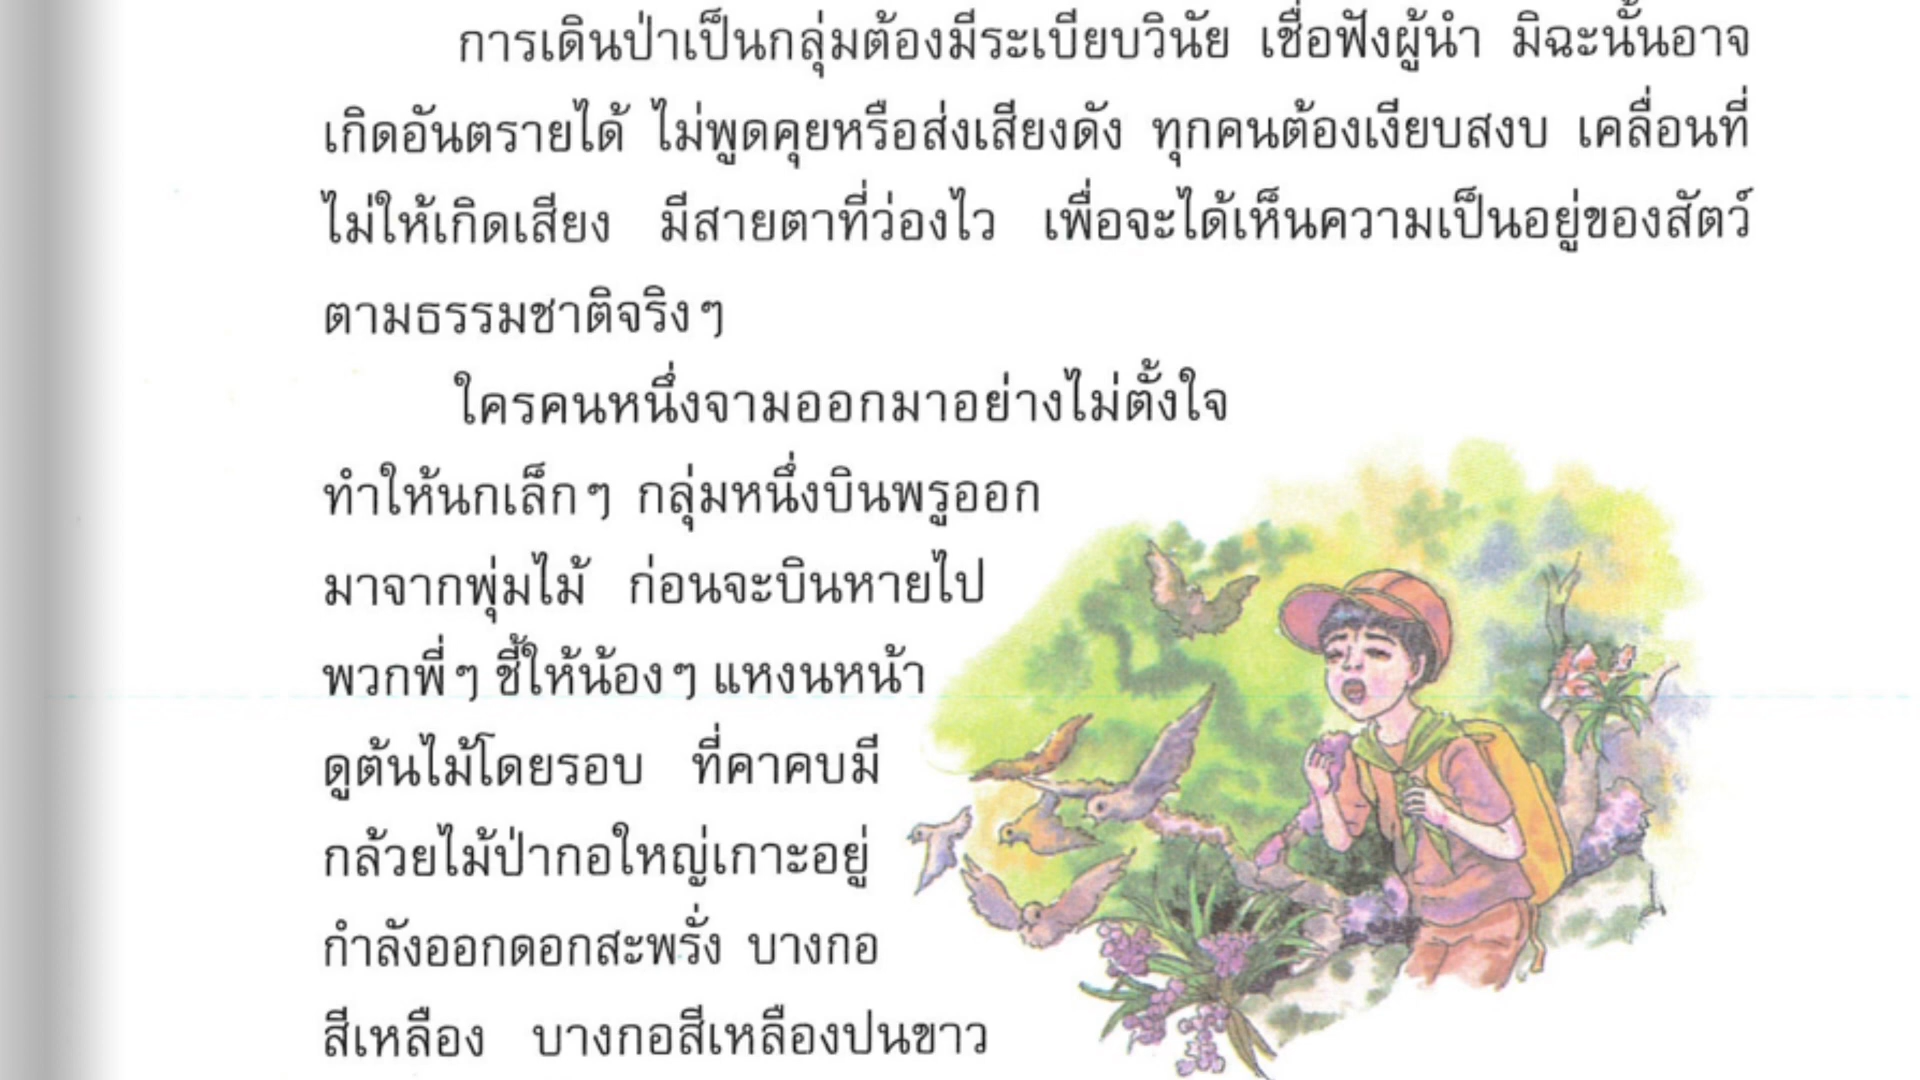 การเดินป่าเป็นกลุ่มต้องมีระเบียบวินัย เชื่อฟังผู้นำ มิฉะนั้นอาจ
เกิดอันตรายได้ ไม่พูดคุยหรือส่งเสียงดัง ทุกคนต้องเงียบสงบ เคลื่อนที่
ไม่ให้เกิดเสียง มีสายตาที่ว่องไว เพื่อจะได้เห็นความเป็นอยู่ของสัตว์
ตามธรรมชาติจริงๆ
ใครคนหนึ่งจามออกมาอย่างไม่ตั้งใจ
ทำให้นกเล็กๆ กลุ่มหนึ่งบินพรูออก
มาจากพุ่มไม้ ก่อนจะบินหายไป
พวกพี่ๆ ชี้ให้น้องๆ แหงนหน้า
ดูต้นไม้โดยรอบ ที่คาคบมี
กล้วยไม้ป่ากอใหญ่เกาะอยู่
กำลังออกดอกสะพรั่ง บางกอ
สีเหลือง บางกอสีเหลืองปนขาว